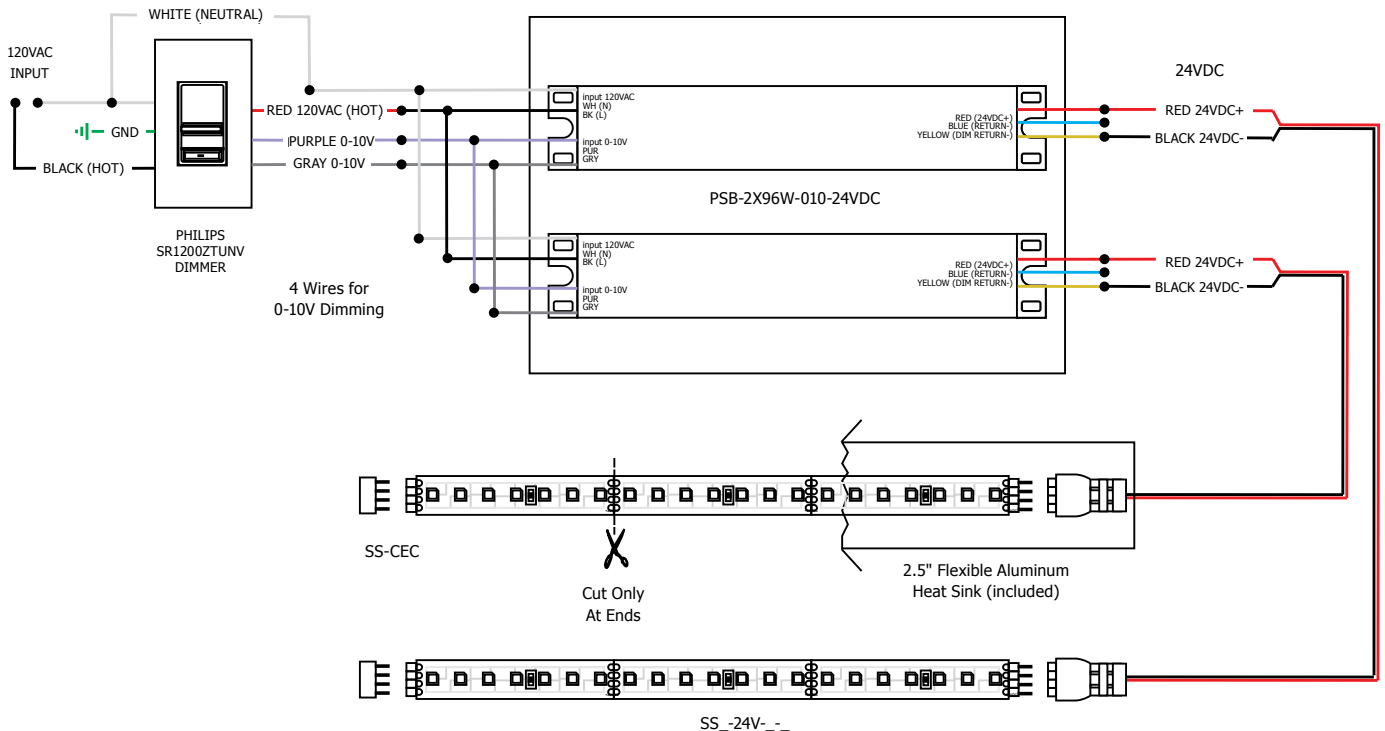 WHITE (NEUTRAL)
120VAC
INPUT
GND
BLACK (HOT)
PHILIPS
SR1200ZTUNV
DIMMER
RED 120VAC (HOT)
PURPLE 0-10V
GRAY 0-10V
4 Wires for
0-10V Dimming
input 120VAC
WH (N)
BK (L)
input 0-10V
PUR
GRY
RED (24VDC+)
BLUE (RETURN-)
YELLOW (DIM RETURN-)
PSB-2X96W-010-24VDC
input 120VAC
WH (N)
BK (L)
input 0-10V
PUR
GRY
RED (24VDC+)
BLUE (RETURN-)
YELLOW (DIM RETURN-)
24VDC
RED 24VDC+
BLACK 24VDC-
RED 24VDC+
BLACK 24VDC-
SS-CEC
Cut Only
At Ends
2.5" Flexible Aluminum
Heat Sink (included)
SS_-24V-_-_